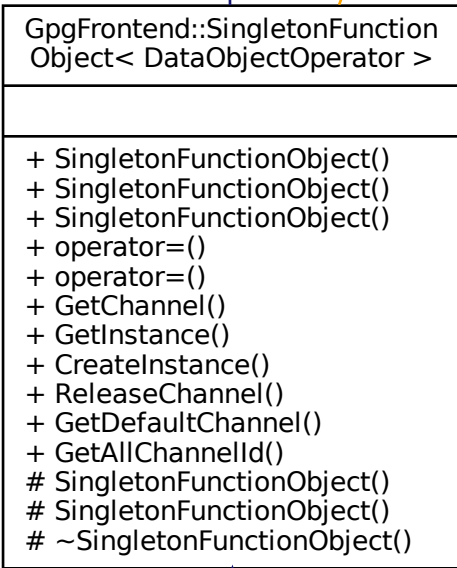 GpgFrontend::SingletonFunction
Object< DataObjectOperator >
+ SingletonFunctionObject()
+ SingletonFunctionObject()
+ SingletonFunctionObject()
+ operator=()
+ operator=()
+ GetChannel()
+ GetInstance()
+ CreateInstance()
+ ReleaseChannel()
+ GetDefaultChannel()
+ GetAllChannelId()
# SingletonFunctionObject()
# SingletonFunctionObject()
# ~SingletonFunctionObject()